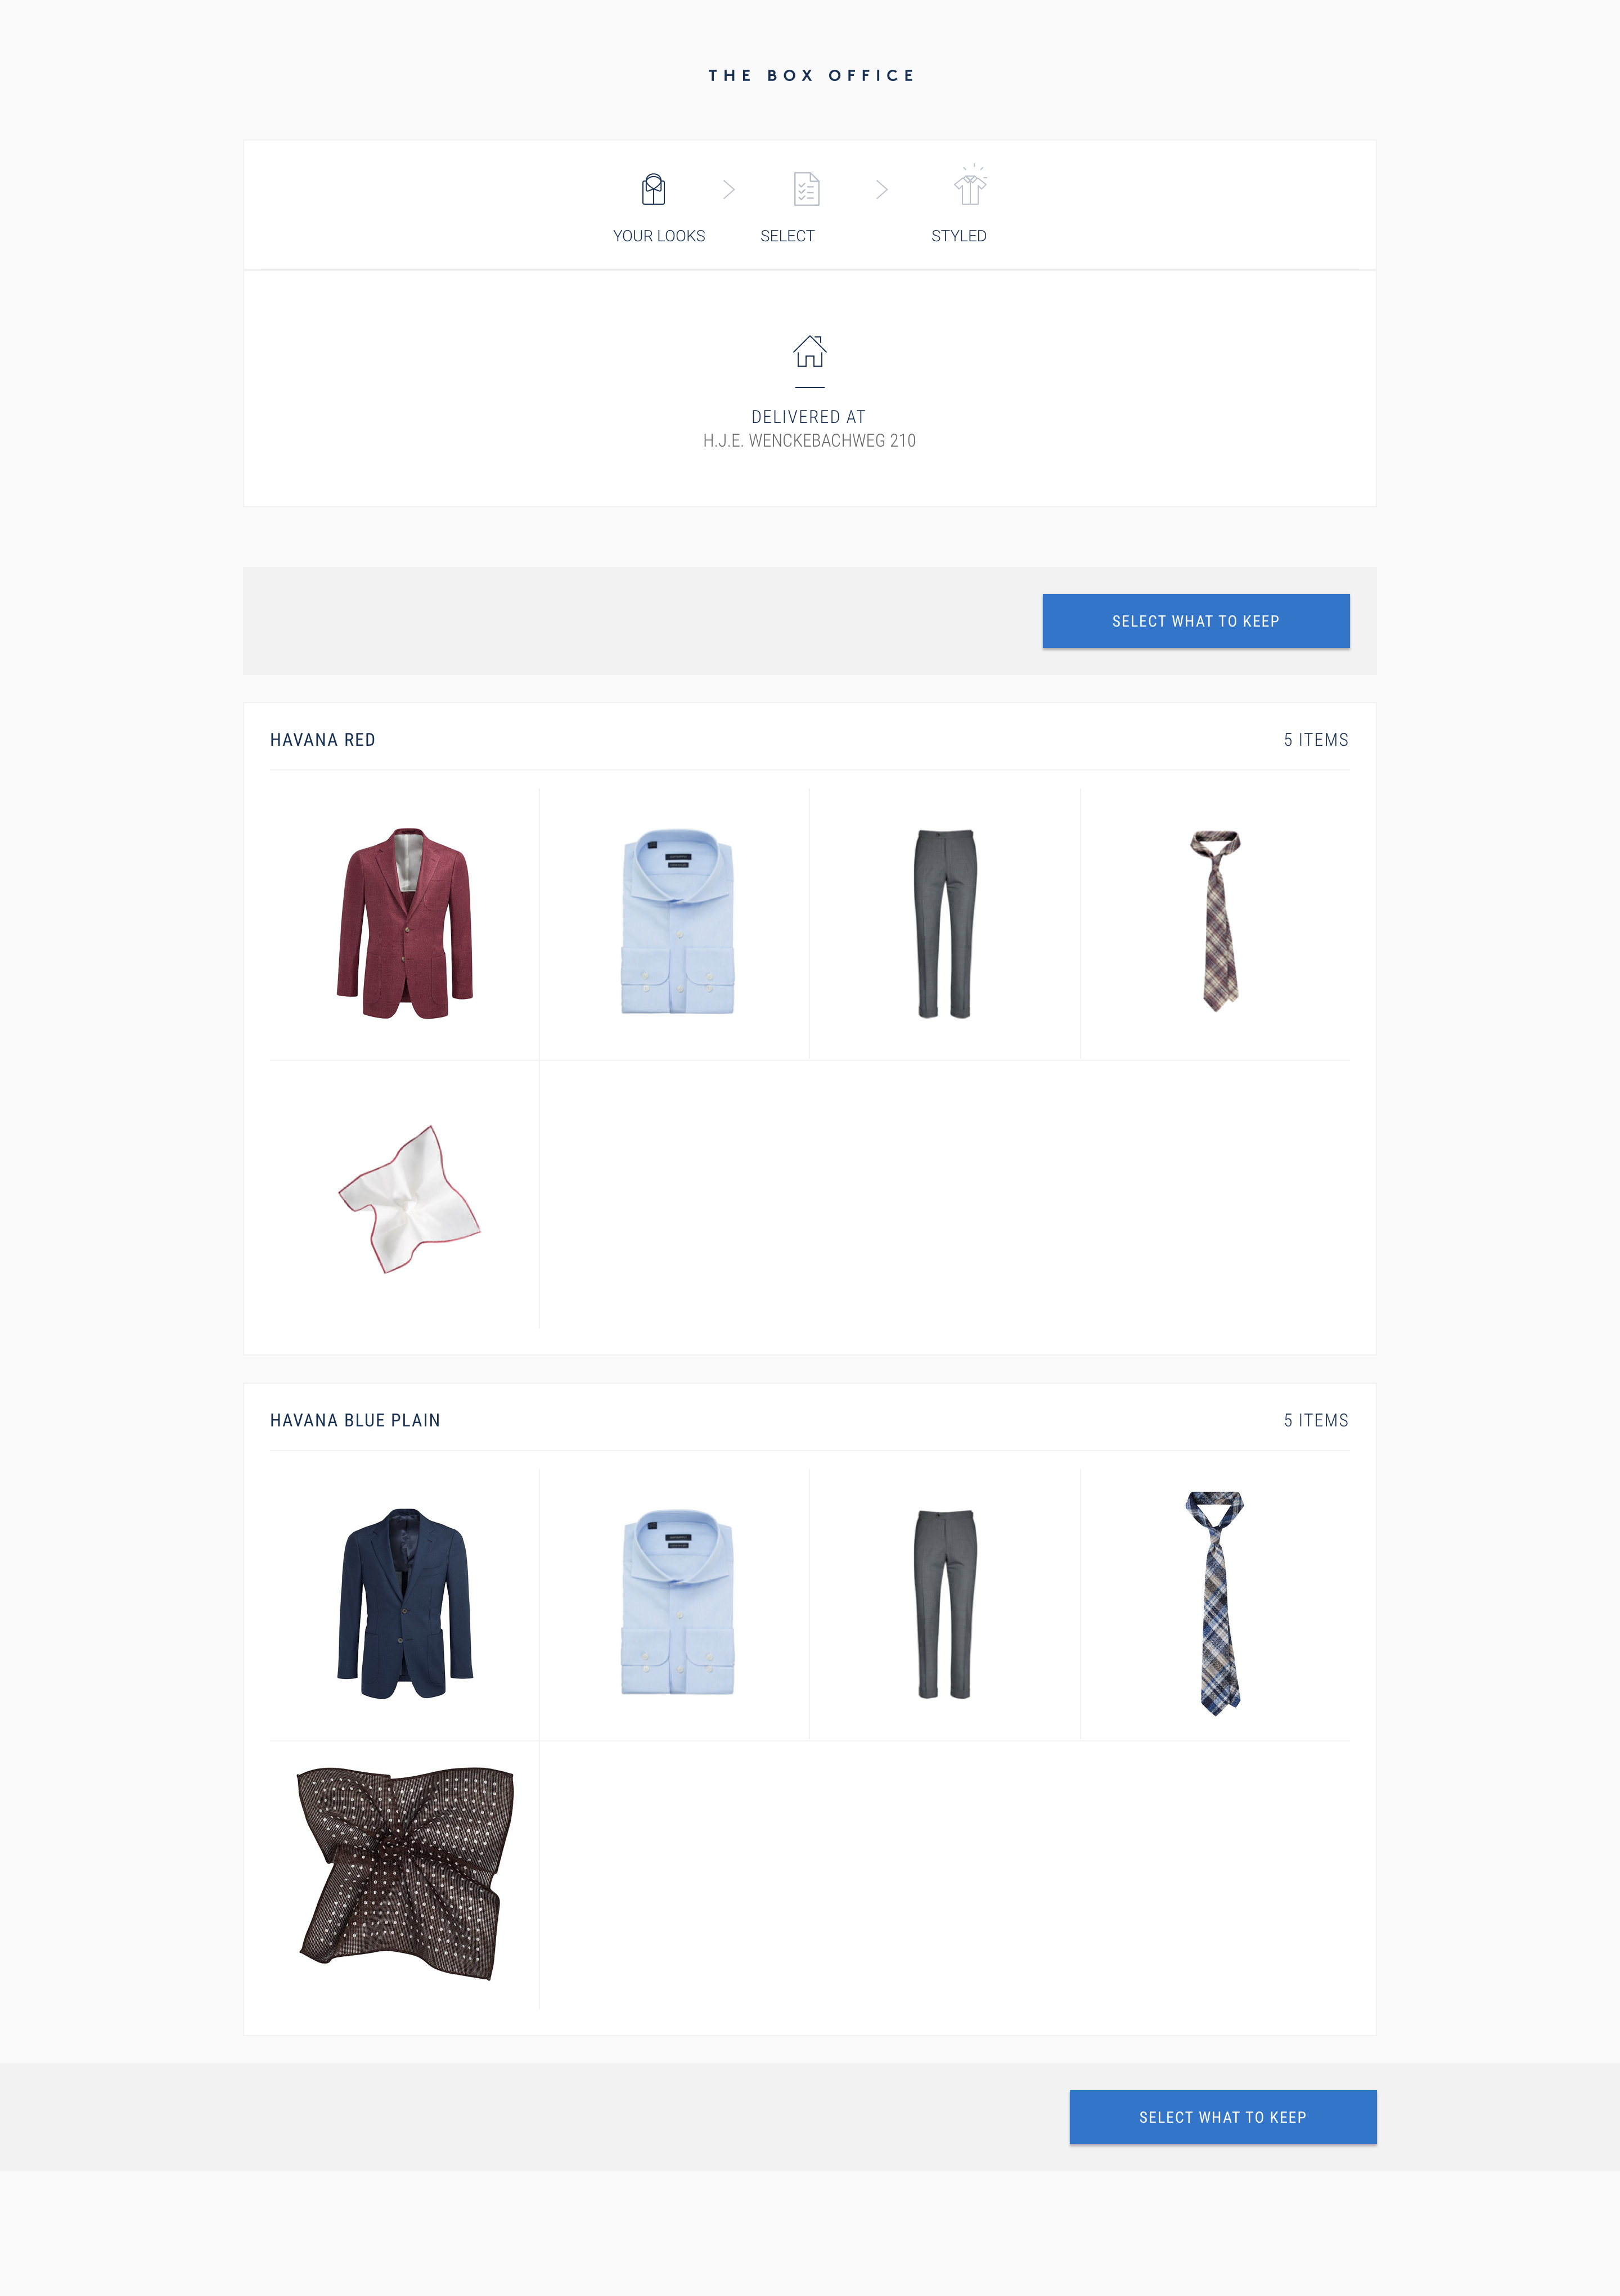 THE BOX OFFICE
YOUR LOOKS
SELECT
STYLED
DELIVERED AT
H.J.E. WENCKEBACHWEG 210
SELECT WHAT TO KEEP
HAVANA RED
5 ITEMS
HAVANA BLUE PLAIN
5 ITEMS
SELECT WHAT TO KEEP